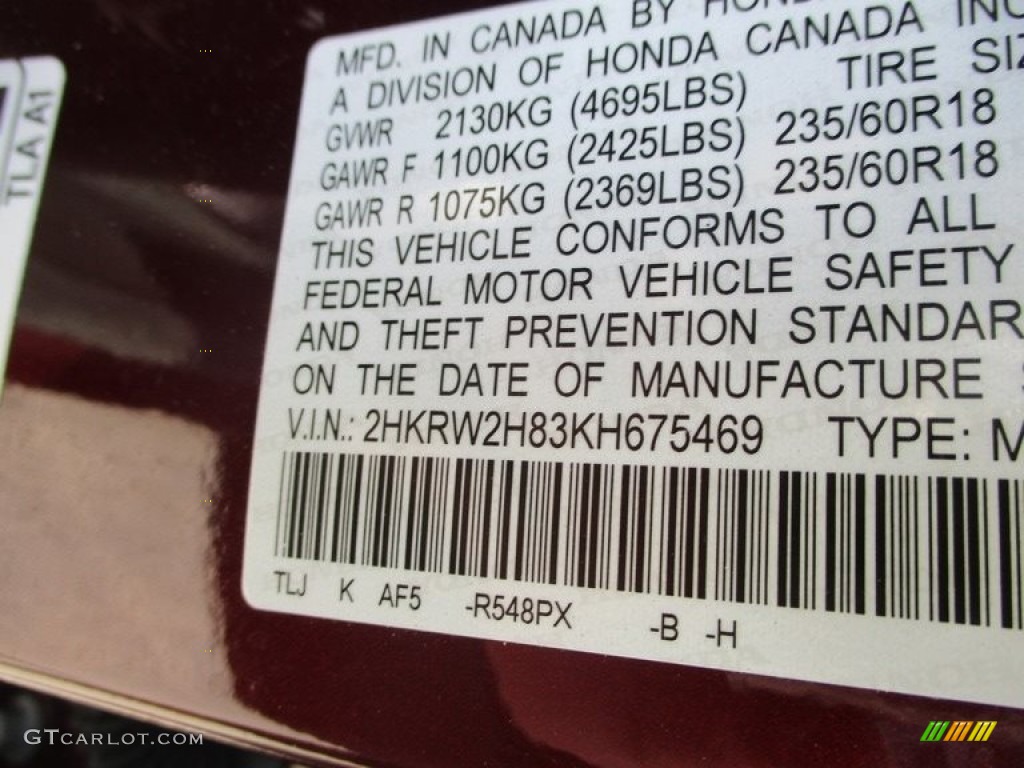 TLA A1
MFD. IN CANADA BY
A DIVISION OF HONDA CANADA INC
GVWR 2130KG (4695LBS) TIRE
GAWR F 1100KG (2425LBS) 235/60R18
GAWR R 1075KG (2369LBS) 235/60R18
THIS VEHICLE CONFORMS TO ALL
FEDERAL MOTOR VEHICLE SAFETY
AND THEFT PREVENTION
ON THE DATE OF MANUFACTURE
V.I.N.: 2HKRW2H83KH675469 TYPE:
TLJ K AF5 -R548PX -B -H
GTCARLOT.COM